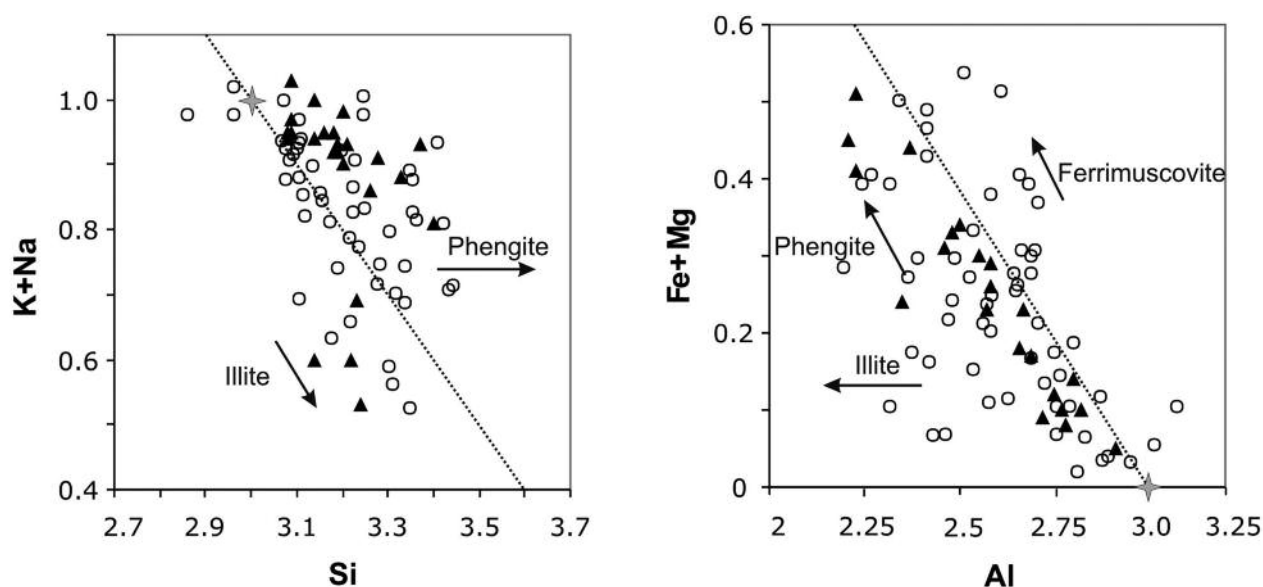 K+Na
1.0
0.8
0.6
0.4
2.7 2.9 3.1 3.3 3.5 3.7
Si
Phengite
Illite
Fe+Mg
0.6
0.4
0.2
0
2 2.25 2.5 2.75 3.0 3.25
Al
Ferrimuscovite
Phengite
Illite